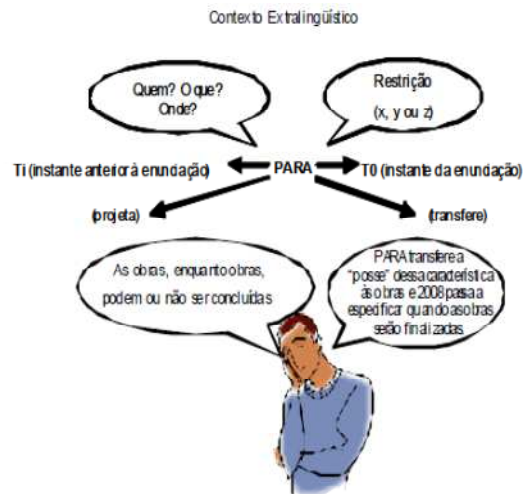 Contexto Extralingüístico
Quem? O que?
Onde?
Restrição
(x, y ou z)
Ti (instante anterior à enunciação)
PARA
T0 (instante da enunciação)
(projeta)
(transfere)
As obras, enquanto obras,
podem ou não ser concluídas
PARA transfere a
"posse" dessa característica
às obras e 2008 passa a
especificar quando as obras
serão finalizadas.